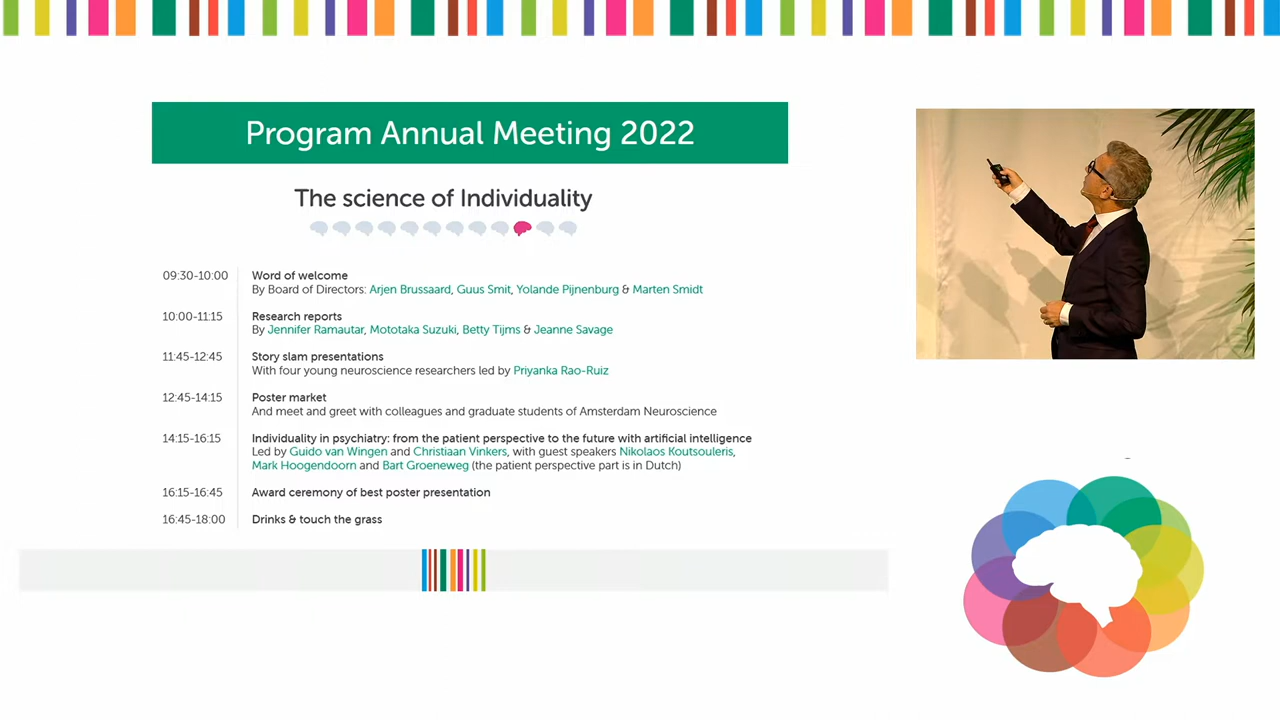 Program Annual Meeting 2022
The science of Individuality
09:30-10:00 Word of welcome
By Board of Directors: Arjen Brussaard, Guus Smit, Yolande Pijnenburg & Marten Smidt
10:00-11:15 Research reports
By Jennifer Ramautar, Mototaka Suzuki, Betty Tijms & Jeanne Savage
11:45-12:45 Story slam presentations
With four young neuroscience researchers led by Priyanka Rao-Ruiz
12:45-14:15 Poster market
And meet and greet with colleagues and graduate students of Amsterdam Neuroscience
14:15-16:15 Individuality in psychiatry: from the patient perspective to the future with artificial intelligence
Led by Guido van Wingen and Christiaan Vinkers, with guest speakers Nikolaos Koutsouleris,
Mark Hoogendoorn and Bart Groeneweg (the patient perspective part is in Dutch)
16:15-16:45 Award ceremony of best poster presentation
16:45-18:00 Drinks & touch the grass